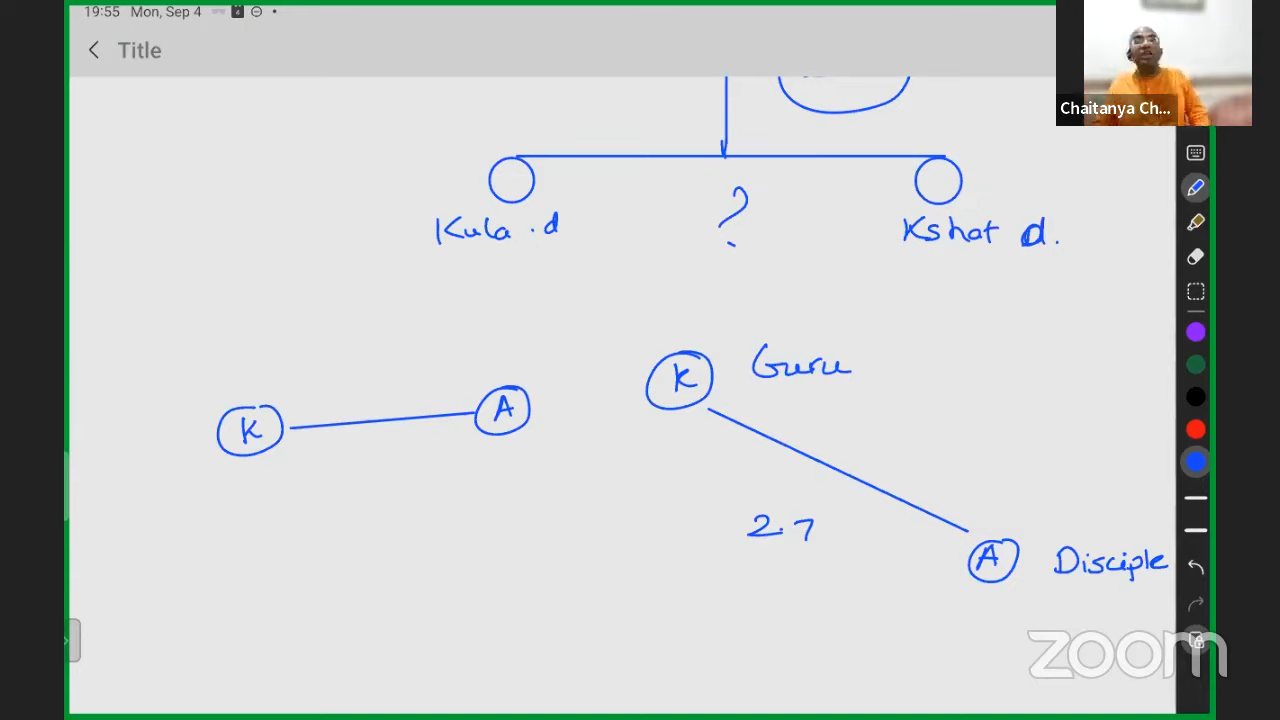 19:55 Mon, Sep 4
Title
Chaitanya Ch...
Kula . d
?
Kshat d.
K
A
K
Guru
2.7
A
Disciple
zoom